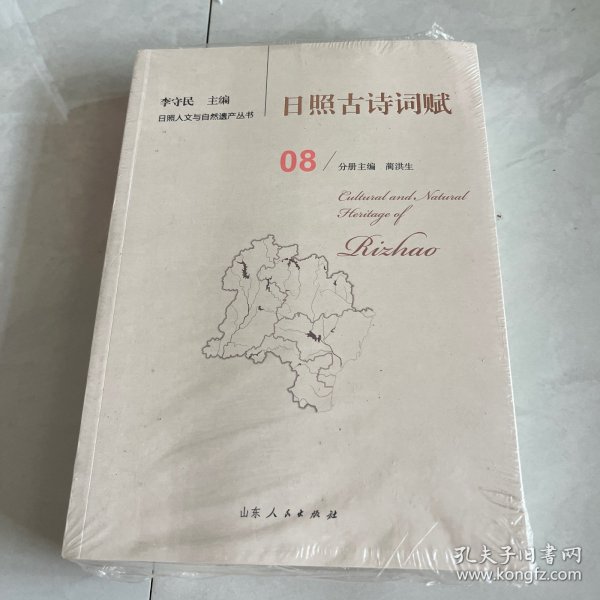 李守民 主编
日照人文与自然遗产丛书
日照古诗词赋
08/ 分册主编 蔺洪生
Cultural and Natural
Heritage of
Rizhao
山东人民出版社
孔夫子旧书网
www.kongfz.com